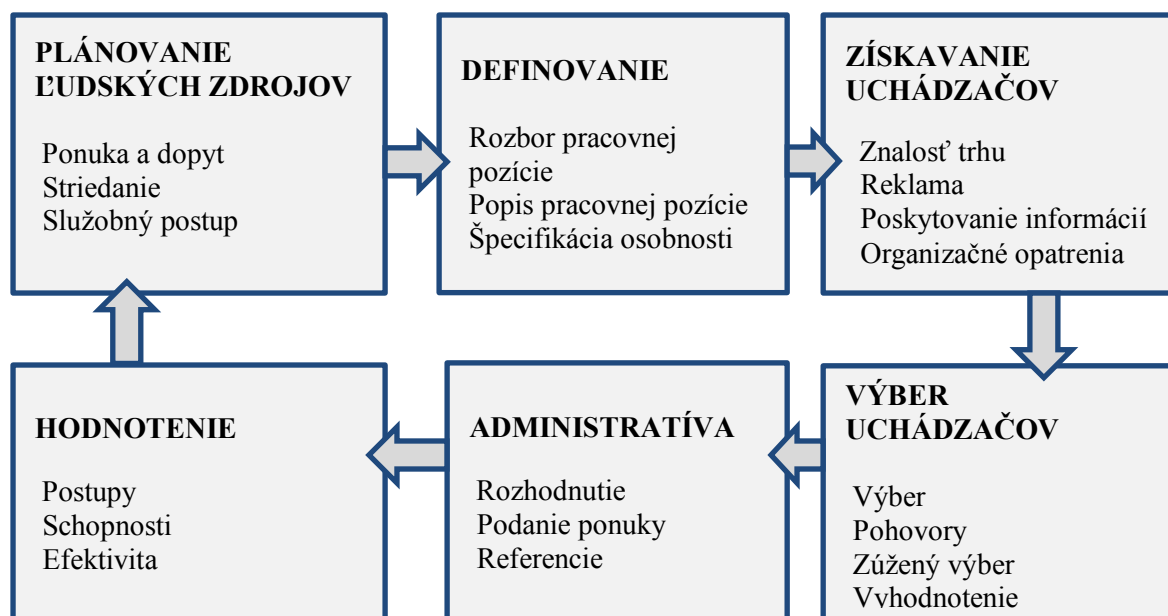 PLÁNOVANIE
ĽUDSKÝCH ZDROJOV
Ponuka a dopyt
Striedanie
Služobný postup
DEFINOVANIE
Rozbor pracovnej
pozície
Popis pracovnej pozície
Špecifikácia osobnosti
ZÍSKAVANIE
UCHÁDZAČOV
Znalosť trhu
Reklama
Poskytovanie informácií
Organizačné opatrenia
VÝBER
UCHÁDZAČOV
Výber
Pohovory
Zúžený výber
Vyhodnotenie
ADMINISTRATÍVA
Rozhodnutie
Podanie ponuky
Referencie
HODNOTENIE
Postupy
Schopnosti
Efektivita